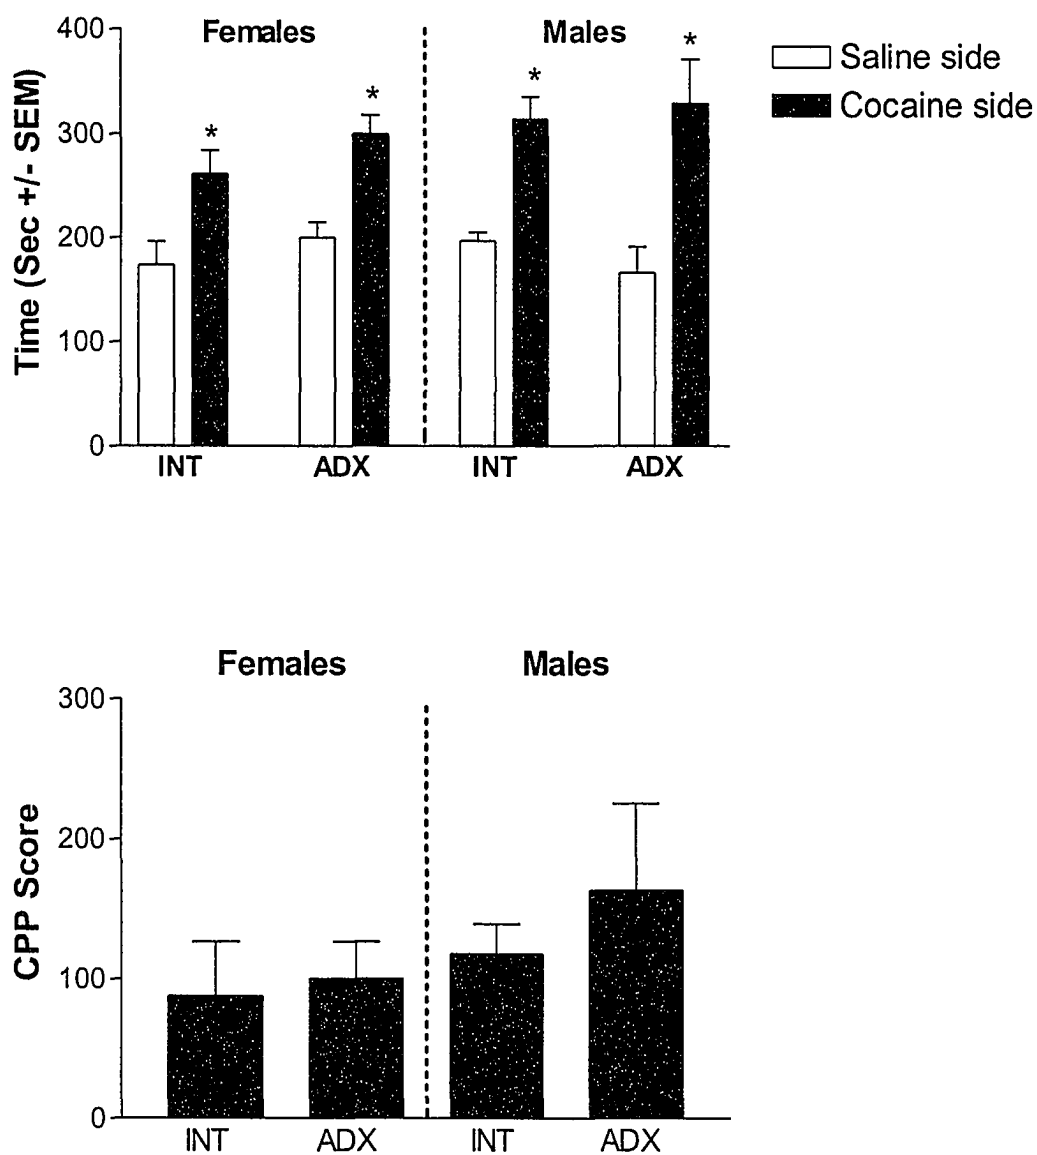 Females Males
Saline side
Cocaine side
Time (Sec +/- SEM)
400
300
200
100
0
* * * *
INT ADX INT ADX
Females Males
CPP Score
300
200
100
0
INT ADX INT ADX